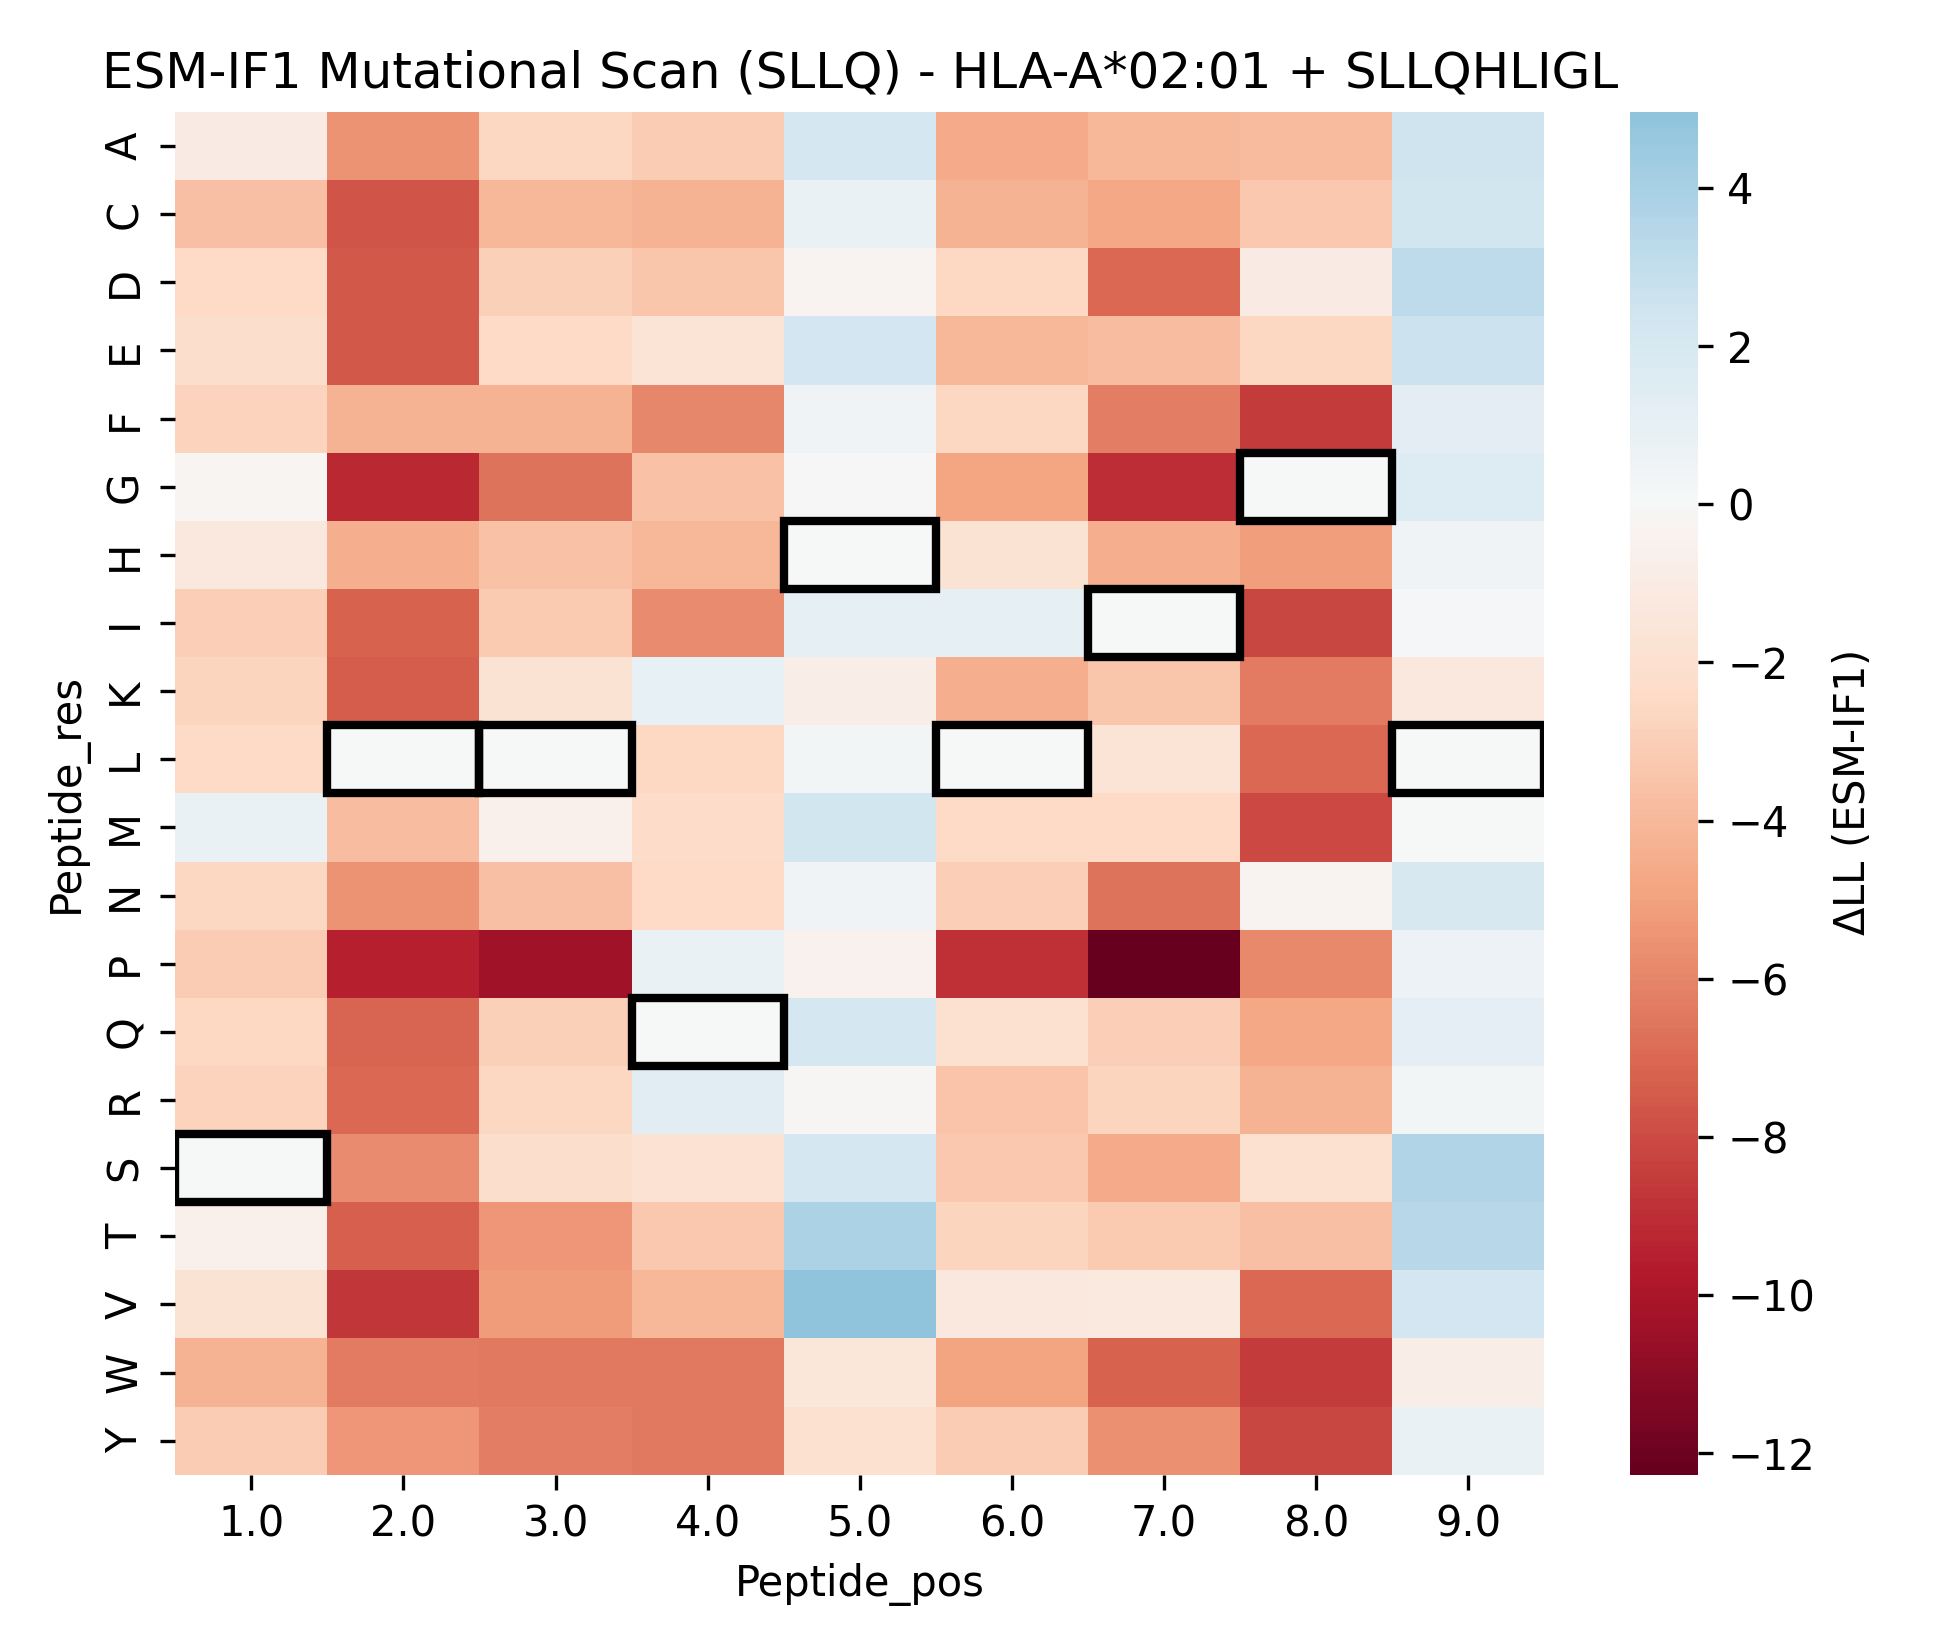 ESM-IF1 Mutational Scan (SLLQ) - HLA-A*02:01 + SLLQHLIGL
Peptide_res
A
C
D
E
F
G
H
I
K
L
M
N
P
Q
R
S
T
V
W
Y
1.0 2.0 3.0 4.0 5.0 6.0 7.0 8.0 9.0
Peptide_pos
4
2
0
−2
−4
−6
−8
−10
−12
ΔLL (ESM-IF1)